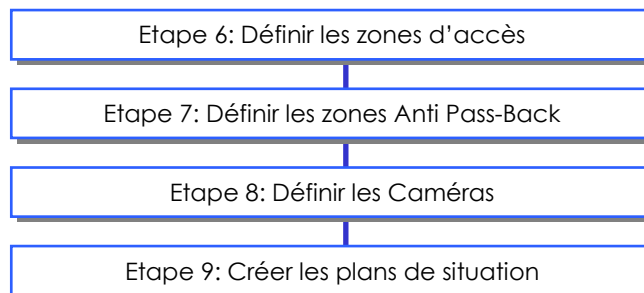 Etape 6: Définir les zones d’accès
Etape 7: Définir les zones Anti Pass-Back
Etape 8: Définir les Caméras
Etape 9: Créer les plans de situation